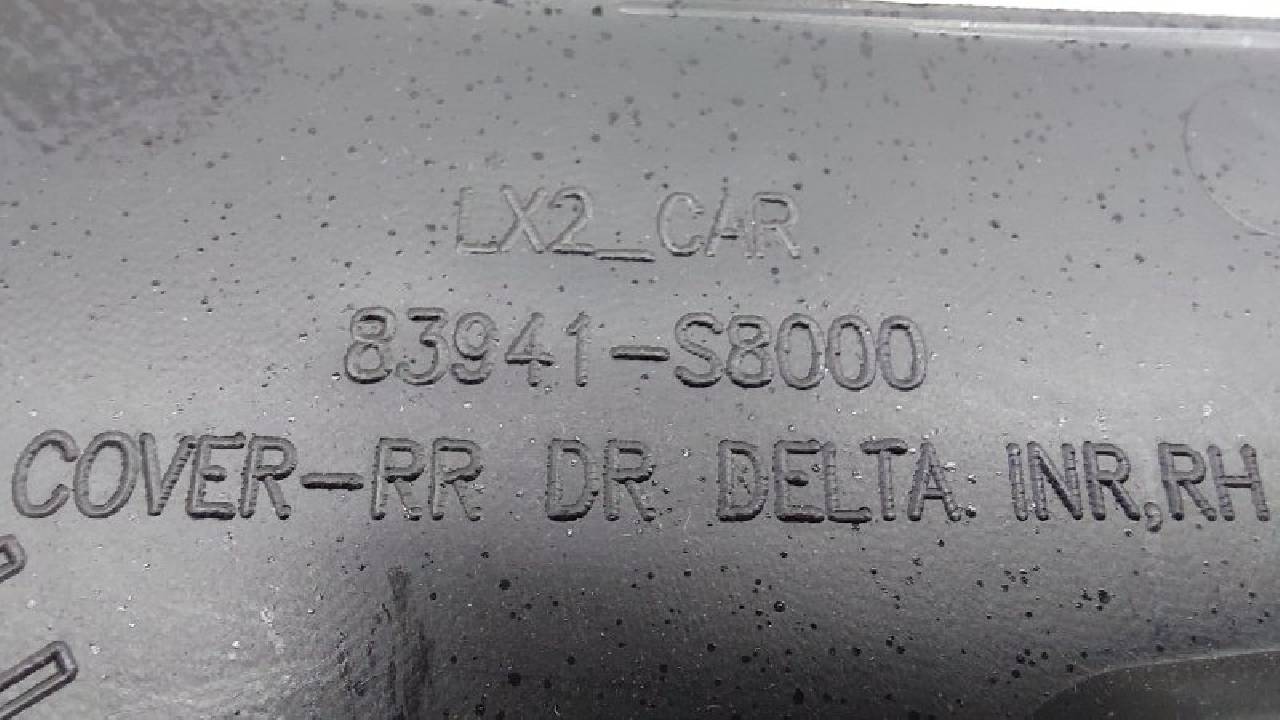 LX2_CAR
83941-S8000
COVER-RR DR DELTA. INR,RH